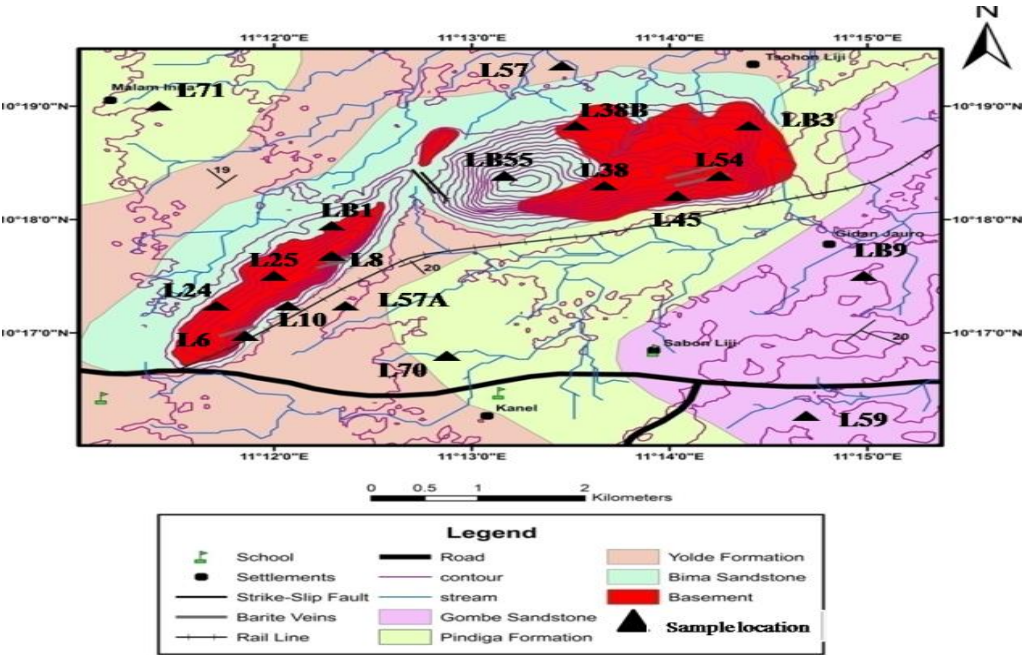 N
11°12'0"E 11°13'0"E 11°14'0"E 11°15'0"E
L57
Tsohon Liji
L71
10°19'0"N 10°19'0"N
L38B
LB3
LB55
L38
L54
19
10°18'0"N 10°18'0"N
LB1
L45
Gidan Jauro
L25
L8
LB9
20
L24
L57A
L10
L6
10°17'0"N 10°17'0"N
20
Sabon Liji
L70
Kanel
L59
11°12'0"E 11°13'0"E 11°14'0"E 11°15'0"E
0 0.5 1 2
Kilometers
Legend
School Road Yolde Formation
Settlements contour Bima Sandstone
Strike-Slip Fault stream Basement
Barite Veins Gombe Sandstone Sample location
Rail Line Pindiga Formation